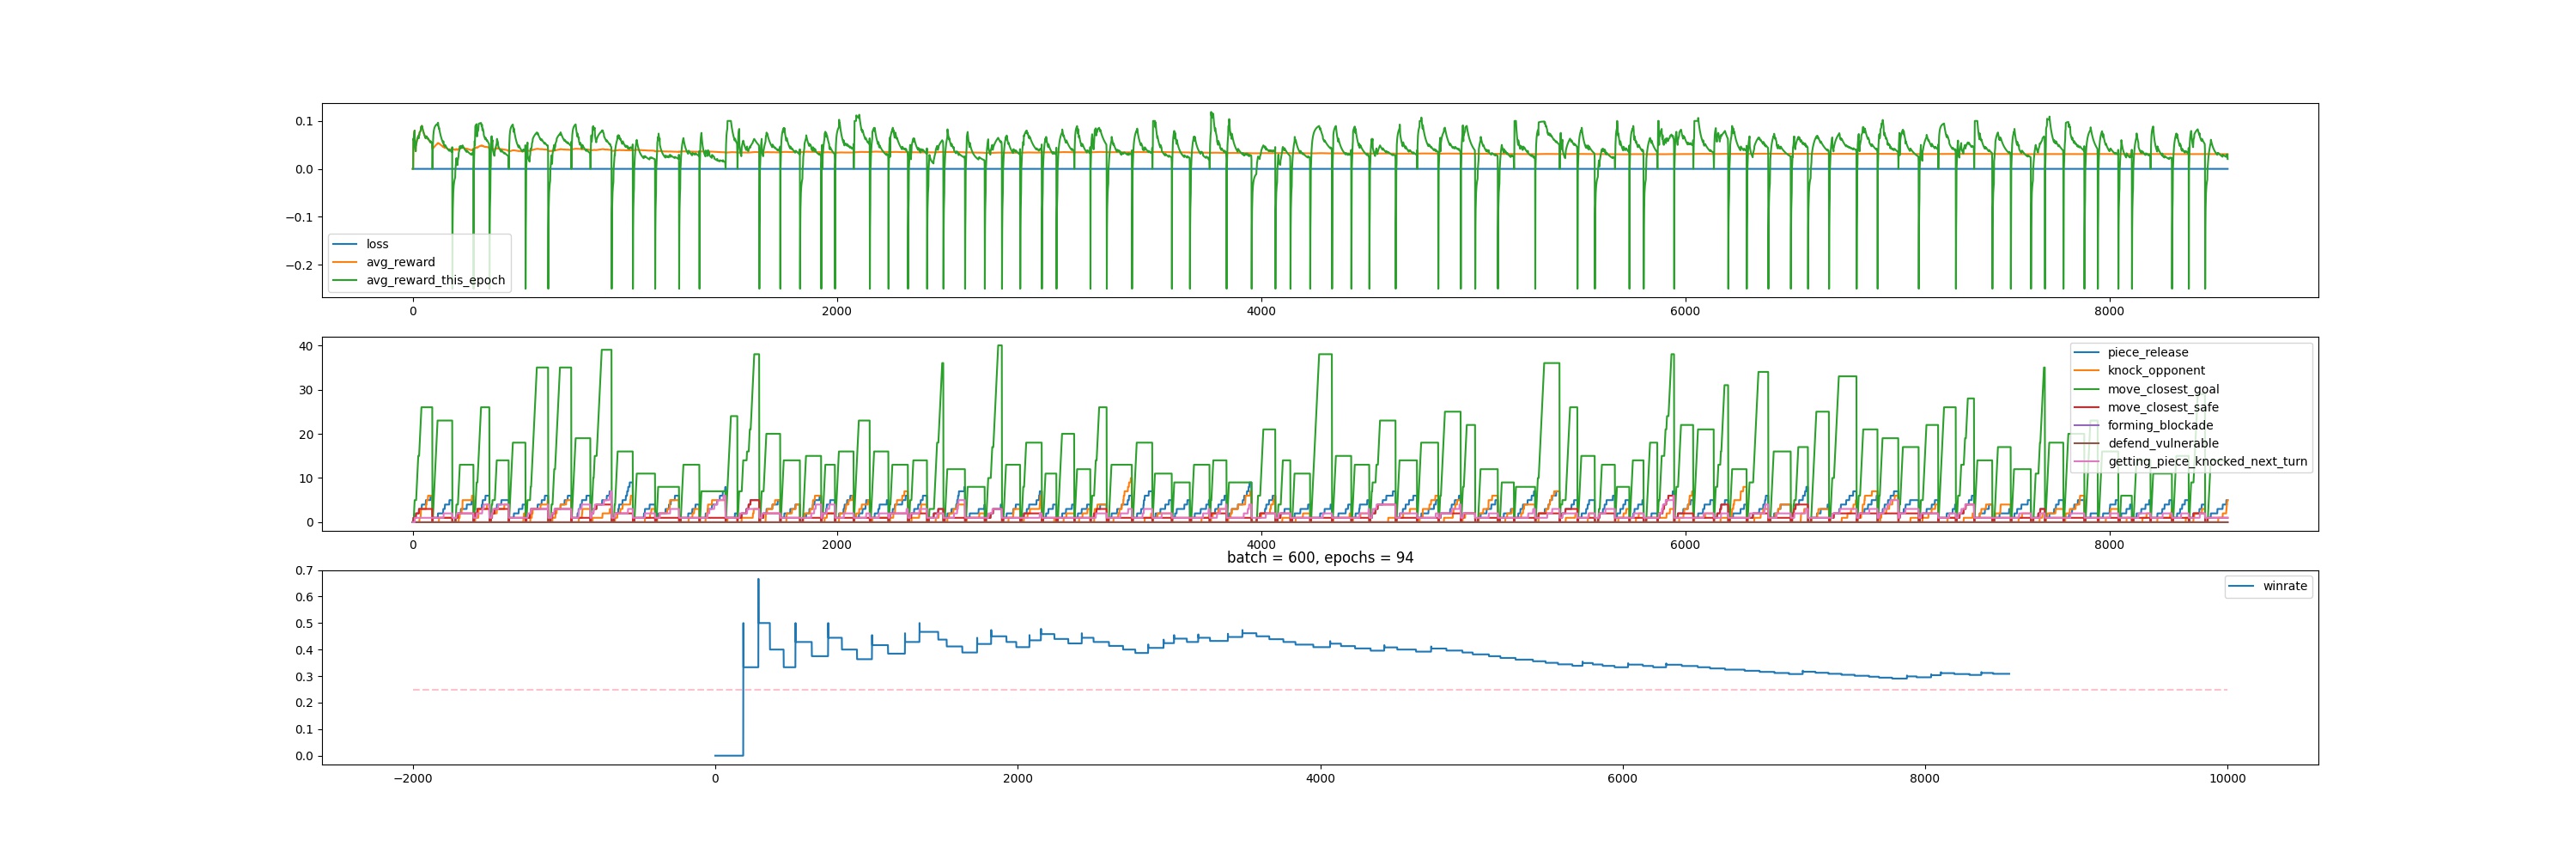 0.1
0.0
−0.1
−0.2
loss
avg_reward
avg_reward_this_epoch
0 2000 4000 6000 8000
40
30
20
10
0
piece_release
knock_opponent
move_closest_goal
move_closest_safe
forming_blockade
defend_vulnerable
getting_piece_knocked_next_turn
0 2000 4000 6000 8000
batch = 600, epochs = 94
0.7
0.6
0.5
0.4
0.3
0.2
0.1
0.0
winrate
−2000 0 2000 4000 6000 8000 10000